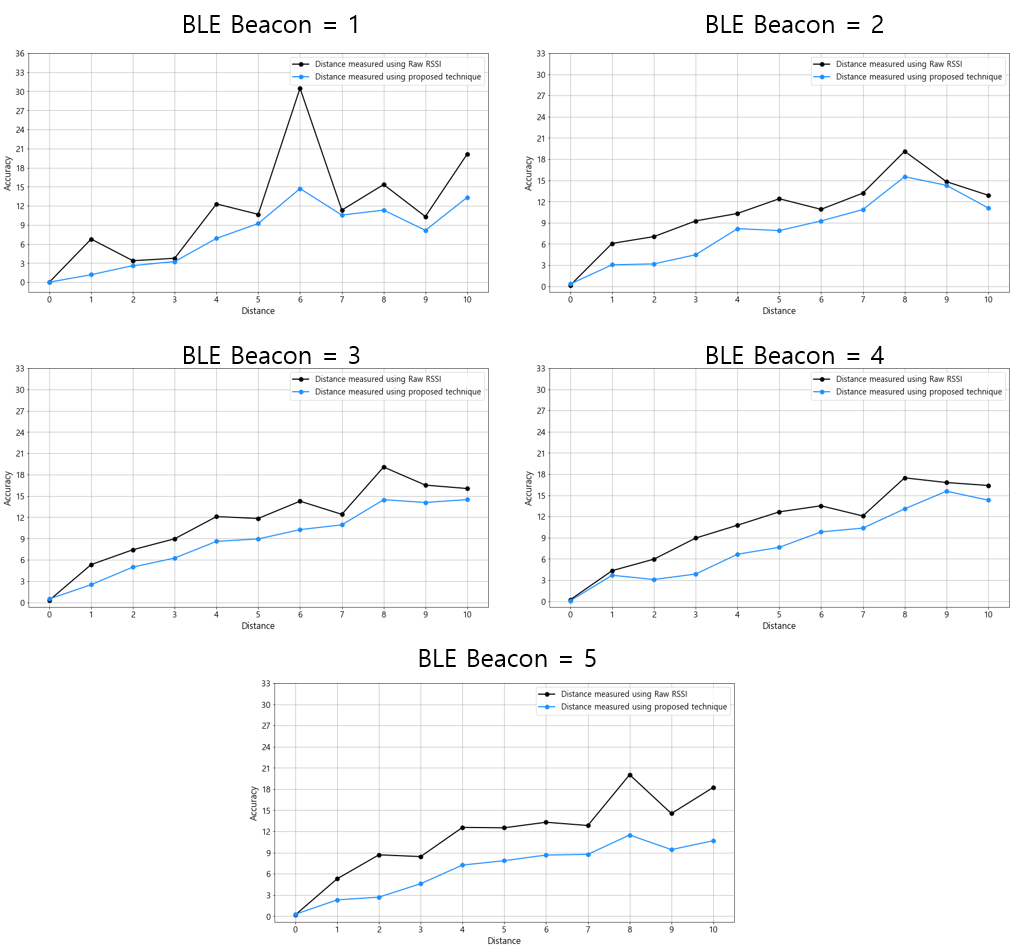 BLE Beacon = 1
36
33
30
27
24
21
18
15
12
9
6
3
0
Accuracy
Distance measured using Raw RSSI
Distance measured using proposed technique
0 1 2 3 4 5 6 7 8 9 10
Distance
BLE Beacon = 2
33
30
27
24
21
18
15
12
9
6
3
0
Accuracy
Distance measured using Raw RSSI
Distance measured using proposed technique
0 1 2 3 4 5 6 7 8 9 10
Distance
BLE Beacon = 3
33
30
27
24
21
18
15
12
9
6
3
0
Accuracy
Distance measured using Raw RSSI
Distance measured using proposed technique
0 1 2 3 4 5 6 7 8 9 10
Distance
BLE Beacon = 4
33
30
27
24
21
18
15
12
9
6
3
0
Accuracy
Distance measured using Raw RSSI
Distance measured using proposed technique
0 1 2 3 4 5 6 7 8 9 10
Distance
BLE Beacon = 5
33
30
27
24
21
18
15
12
9
6
3
0
Accuracy
Distance measured using Raw RSSI
Distance measured using proposed technique
0 1 2 3 4 5 6 7 8 9 10
Distance